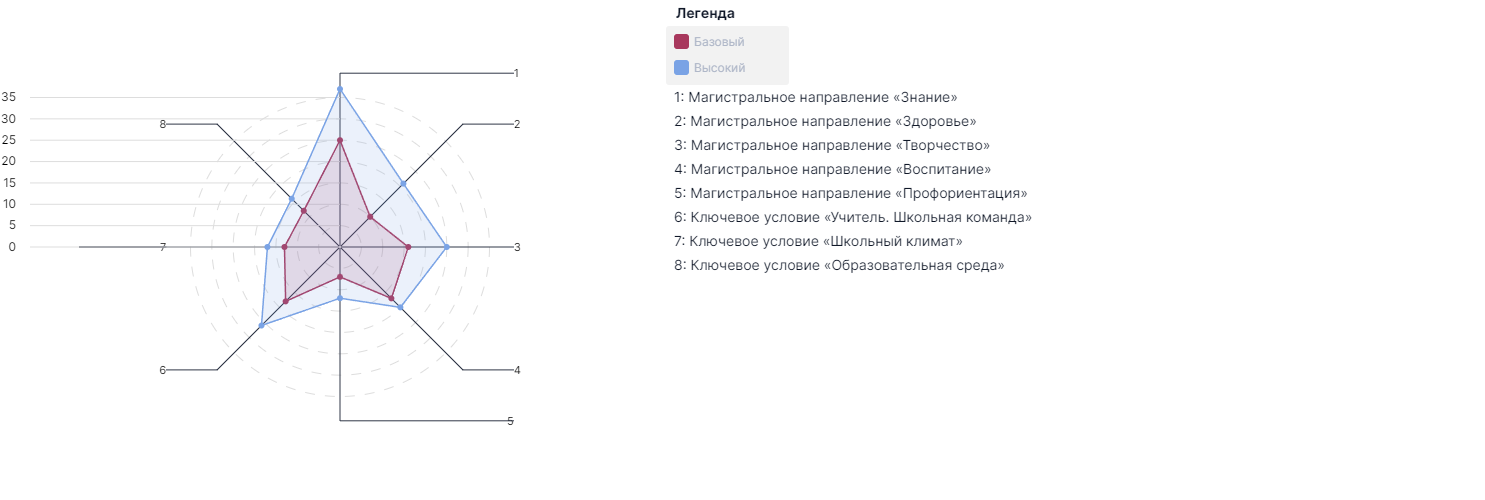 Легенда
Базовый
Высокий
1: Магистральное направление «Знание»
2: Магистральное направление «Здоровье»
3: Магистральное направление «Творчество»
4: Магистральное направление «Воспитание»
5: Магистральное направление «Профориентация»
6: Ключевое условие «Учитель. Школьная команда»
7: Ключевое условие «Школьный климат»
8: Ключевое условие «Образовательная среда»
35
30
25
20
15
10
5
0
1
2
3
4
5
6
7
8